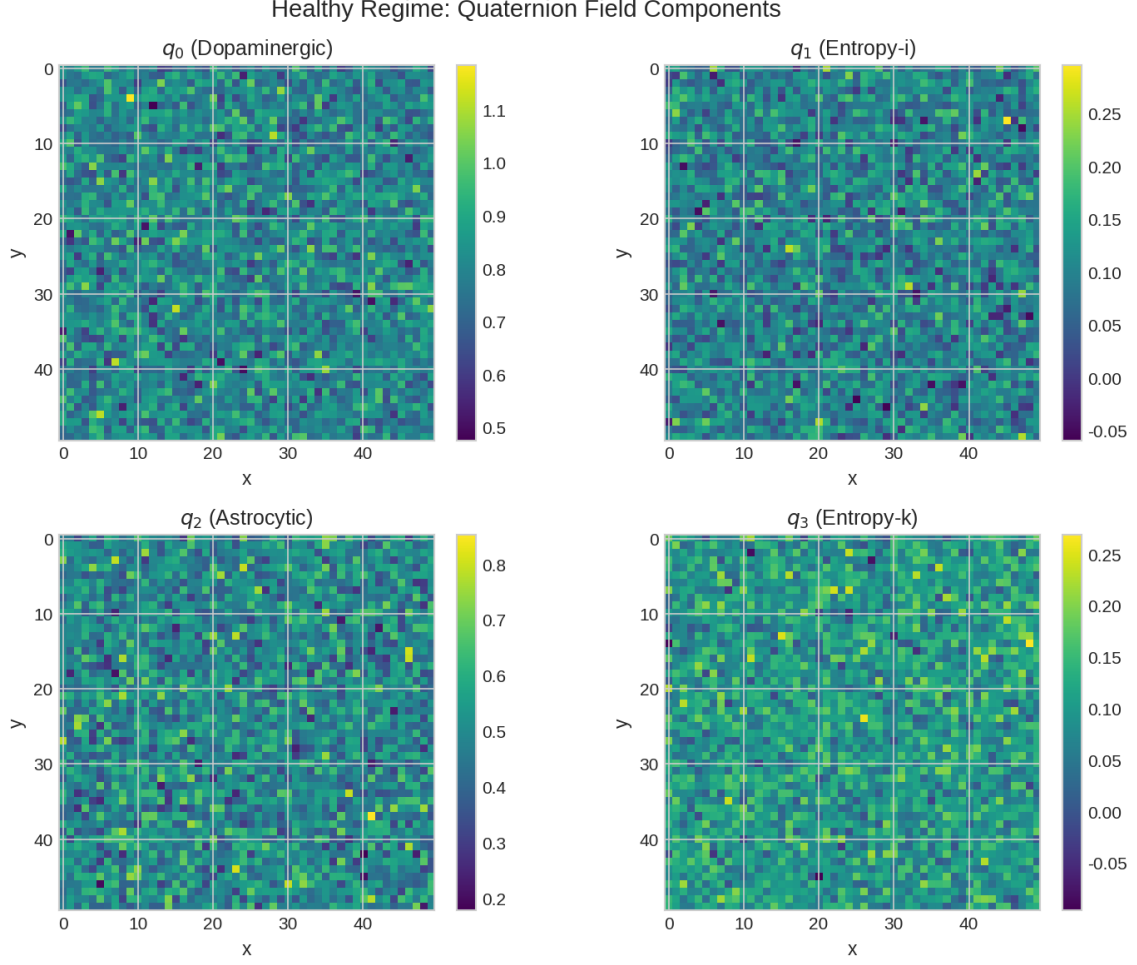 Healthy Regime: Quaternion Field Components
q₀ (Dopaminergic)
0
10
20
30
40
y
0 10 20 30 40
x
1.1
1.0
0.9
0.8
0.7
0.6
0.5
q₁ (Entropy-i)
0
10
20
30
40
y
0 10 20 30 40
x
0.25
0.20
0.15
0.10
0.05
0.00
-0.05
q₂ (Astrocytic)
0
10
20
30
40
y
0 10 20 30 40
x
0.8
0.7
0.6
0.5
0.4
0.3
0.2
q₃ (Entropy-k)
0
10
20
30
40
y
0 10 20 30 40
x
0.25
0.20
0.15
0.10
0.05
0.00
-0.05